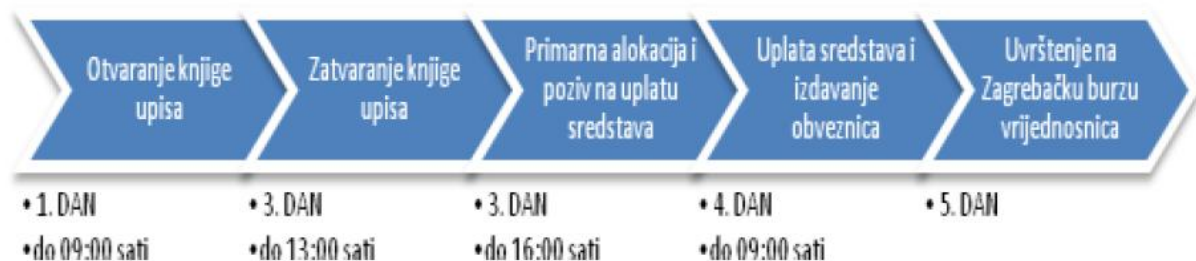 Otvaranje knjige
upisa
Zatvaranje knjige
upisa
Primarna alokacija i
poziv na uplatu
sredstava
Uplata sredstava i
izdavanje
obveznica
Uvrštenje na
Zagrebačku burzu
vrijednosnica
• 1. DAN
•do 09:00 sati
• 3. DAN
•do 13:00 sati
• 3. DAN
•do 16:00 sati
• 4. DAN
•do 09:00 sati
• 5. DAN